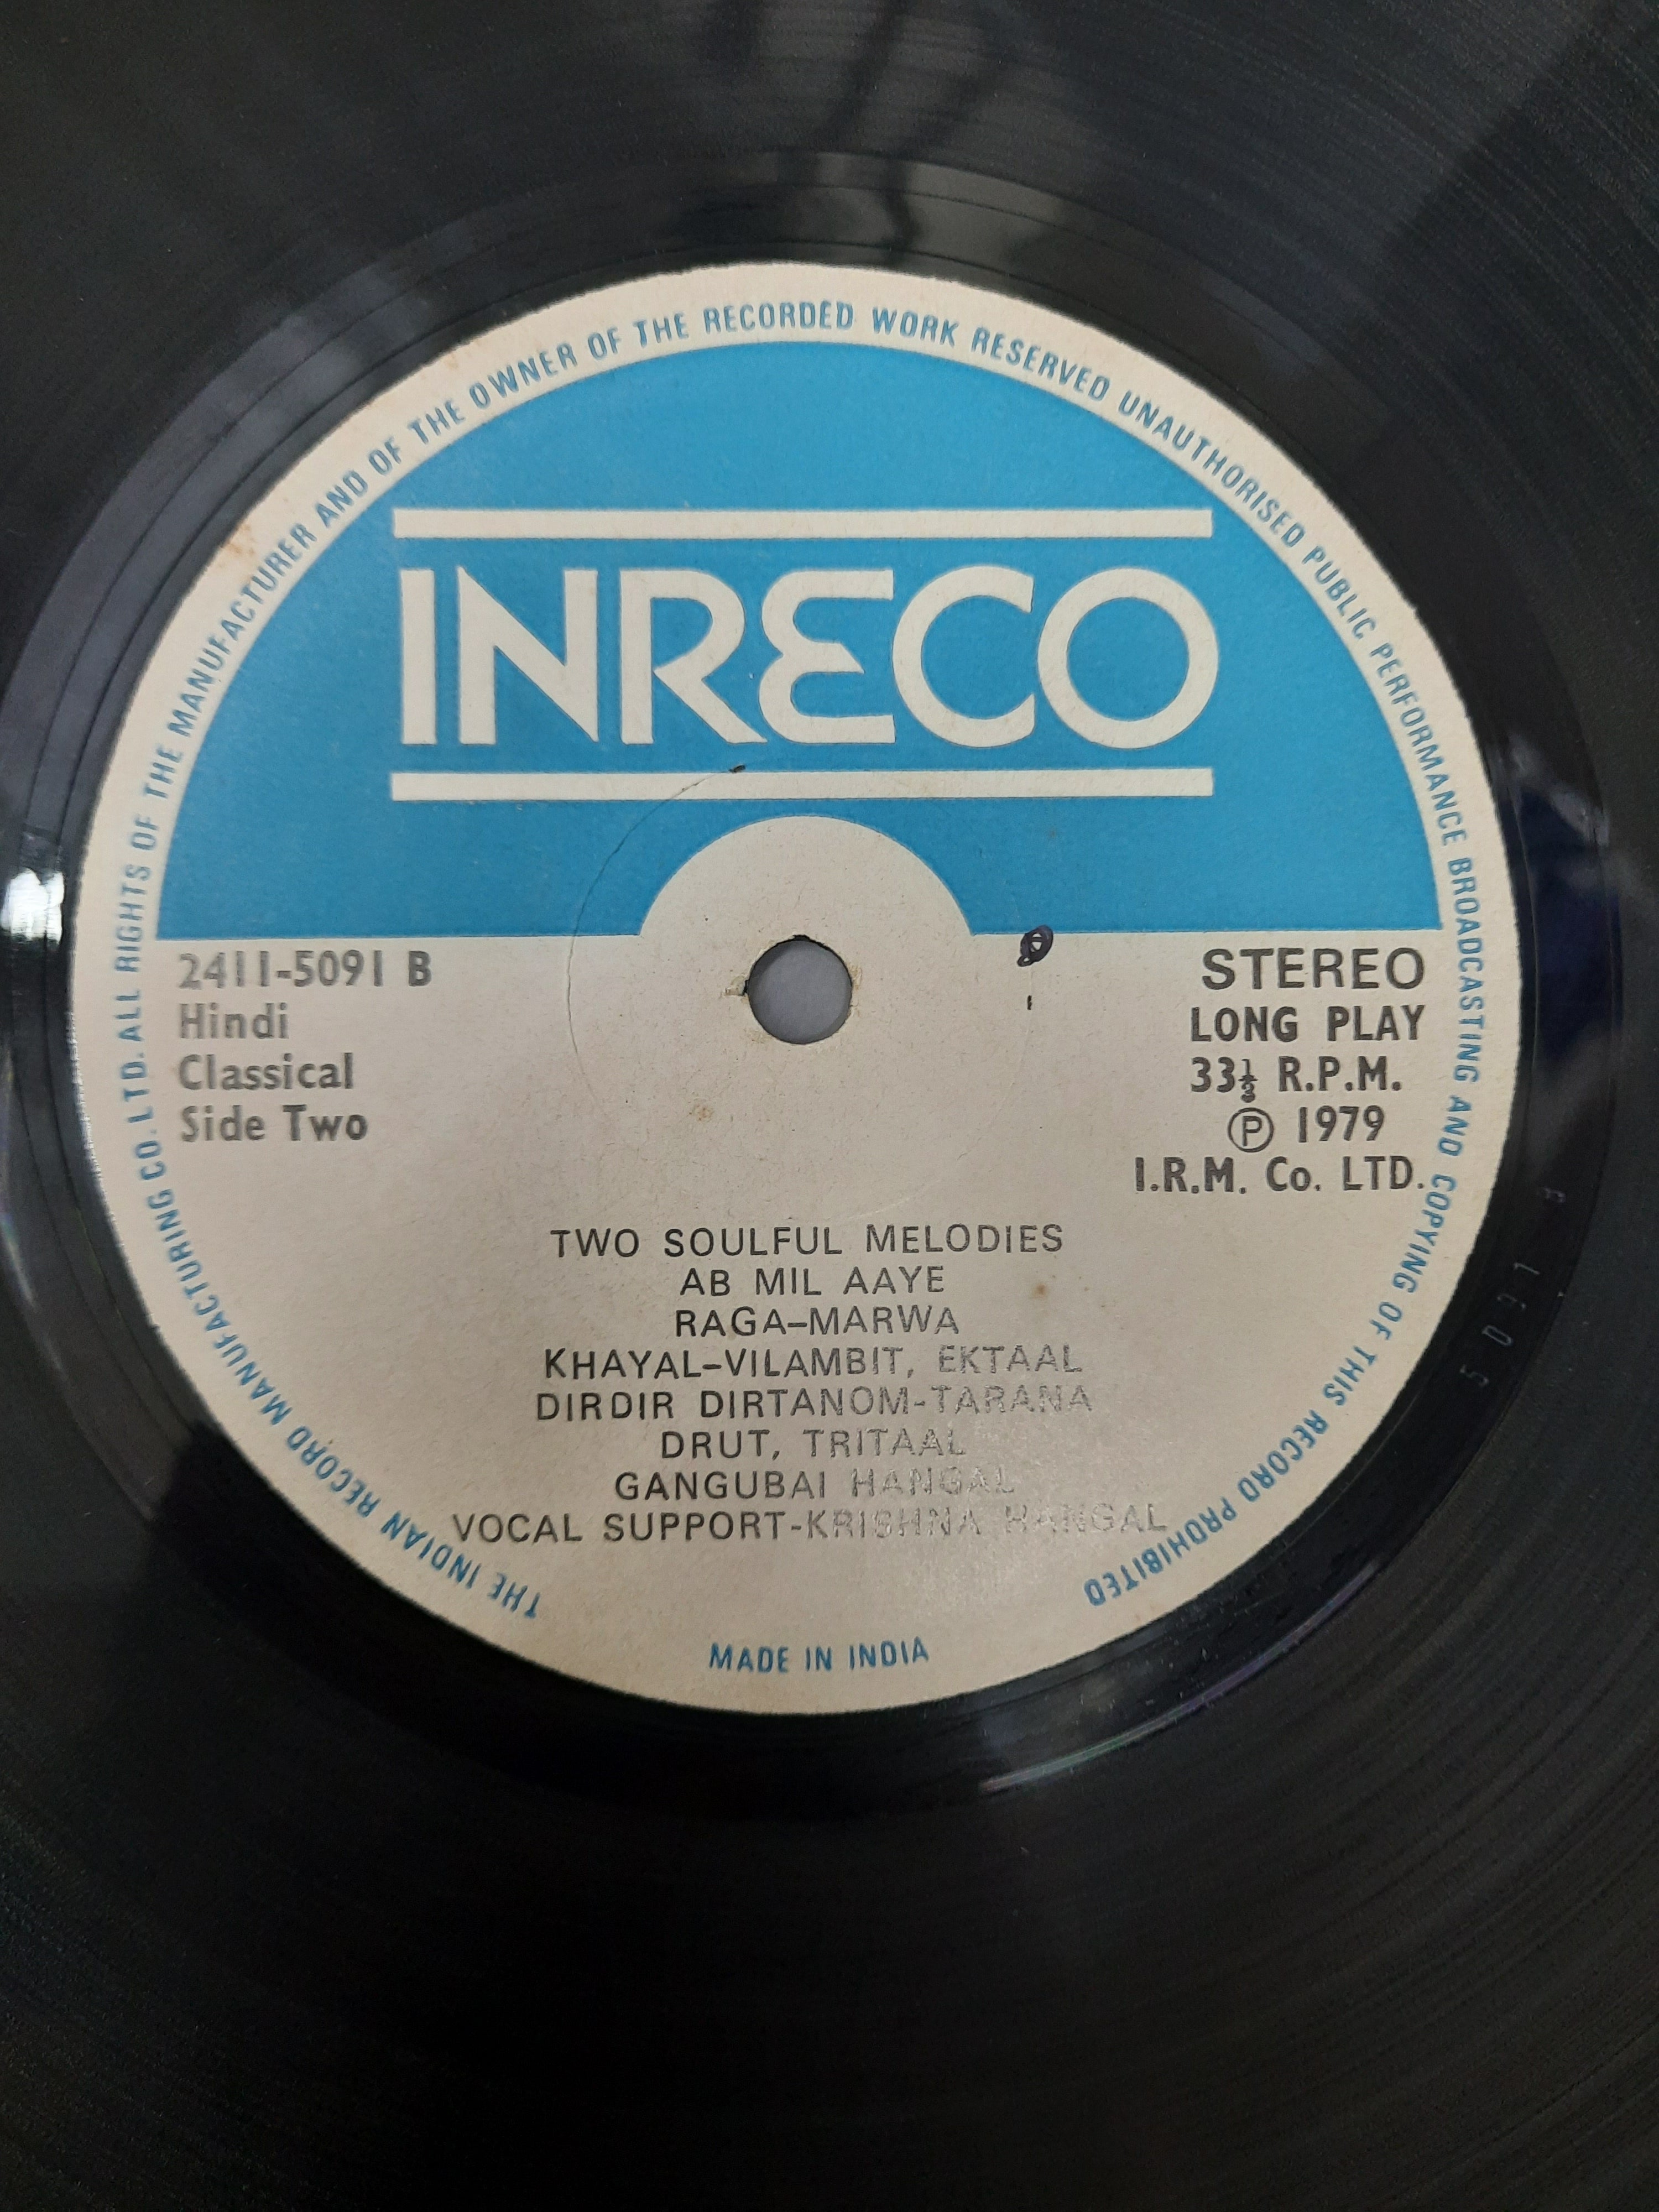 THE INDIAN RECORD MANUFACTURING CO. LTD. ALL RIGHTS OF THE MANUFACTURER AND OF THE OWNER OF THE RECORDED WORK RESERVED UNAUTHORISED PUBLIC PERFORMANCE BROADCASTING AND COPYING OF THIS RECORD PROHIBITED
INRECO
2411-5091 B
Hindi
Classical
Side Two
STEREO
LONG PLAY
33⅓ R.P.M.
Ⓟ 1979
I.R.M. Co. LTD.
TWO SOULFUL MELODIES
AB MIL AAYE
RAGA-MARWA
KHAYAL-VILAMBIT, EKTAAL
DIRDIR DIRTANOM-TARANA
DRUT, TRITAAL
GANGUBAI HANGAL
VOCAL SUPPORT-KRISHNA HANGAL
MADE IN INDIA